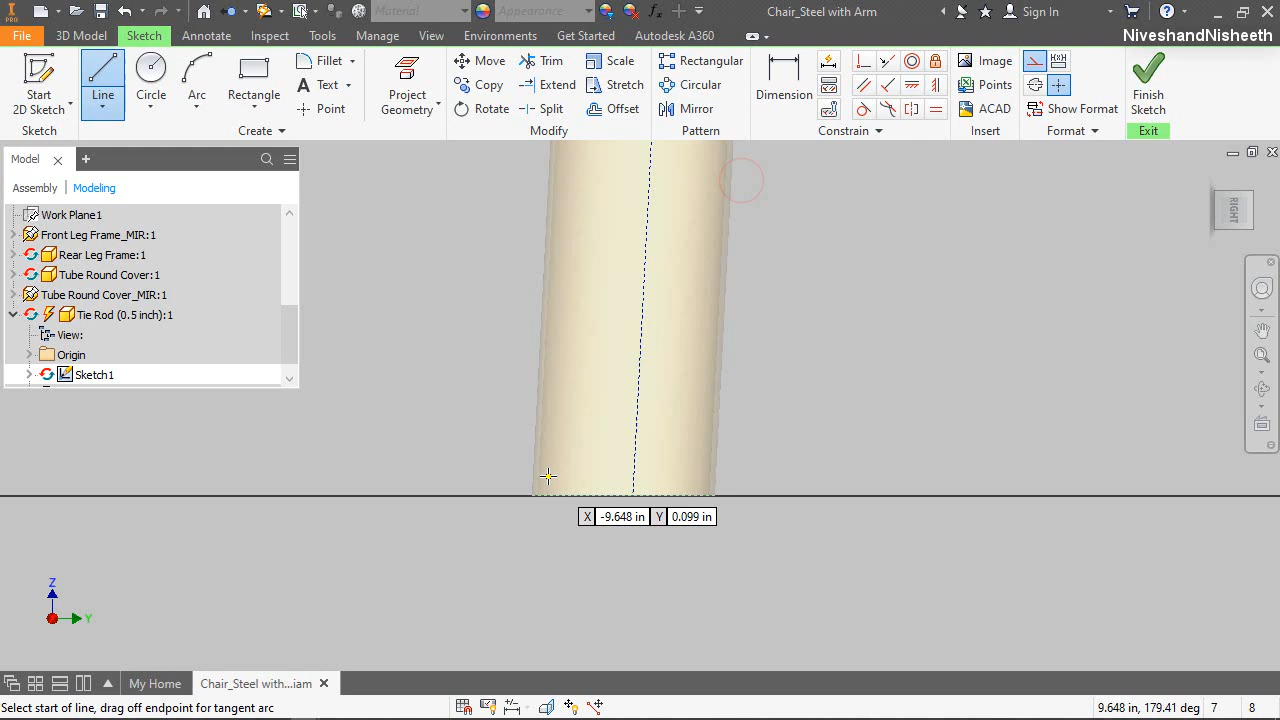 Material
Appearance
Chair_Steel with Arm
Sign In
PRO
File
3D Model
Sketch
Annotate
Inspect
Tools
Manage
View
Environments
Get Started
Autodesk A360
NiveshandNisheeth
Start
2D Sketch
Line
Circle
Arc
Rectangle
Fillet
Text
Point
Project
Geometry
Move
Trim
Scale
Copy
Extend
Stretch
Rotate
Split
Offset
Rectangular
Circular
Mirror
Dimension
Image
Points
ACAD
Show Format
Finish
Sketch
Sketch
Create
Modify
Pattern
Constrain
Insert
Format
Exit
Model
Assembly
Modeling
Work Plane1
Front Leg Frame_MIR:1
Rear Leg Frame:1
Tube Round Cover:1
Tube Round Cover_MIR:1
Tie Rod (0.5 inch):1
View:
Origin
Sketch1
RIGHT
X -9.648 in Y 0.099 in
Z
Y
My Home
Chair_Steel with...iam
Select start of line, drag off endpoint for tangent arc
9.648 in, 179.41 deg 7 8